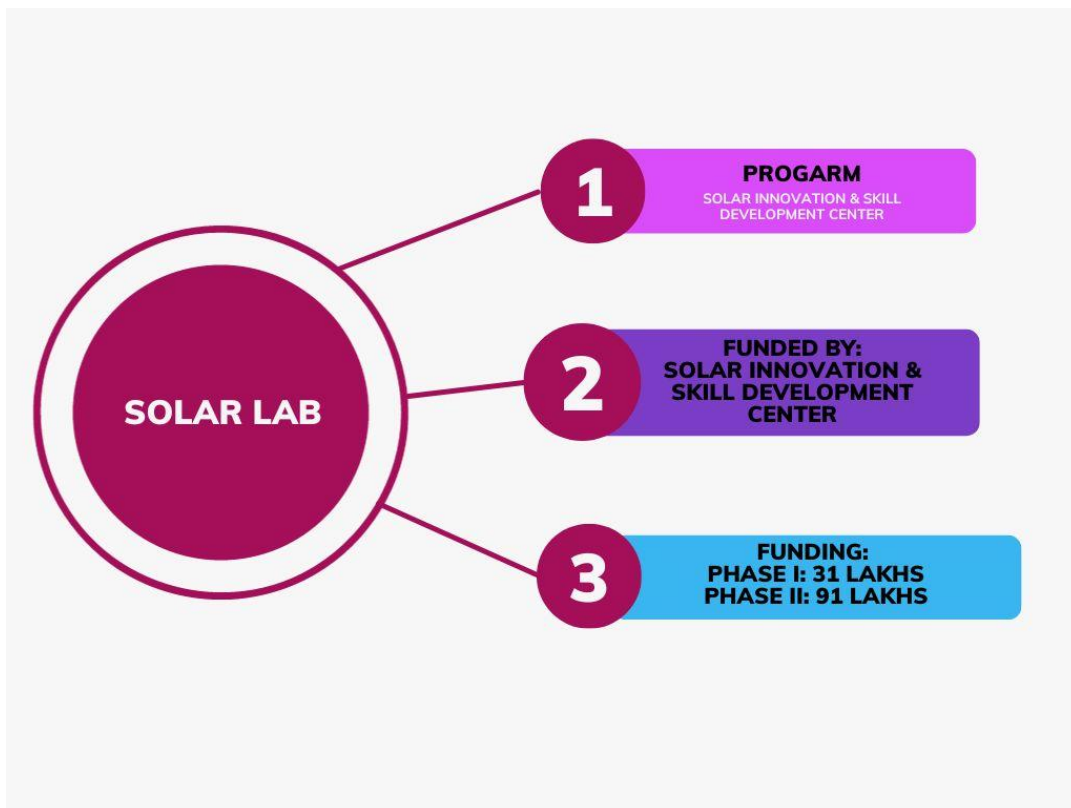 SOLAR LAB
1
PROGARM
SOLAR INNOVATION & SKILL
DEVELOPMENT CENTER
2
FUNDED BY:
SOLAR INNOVATION &
SKILL DEVELOPMENT
CENTER
3
FUNDING:
PHASE I: 31 LAKHS
PHASE II: 91 LAKHS